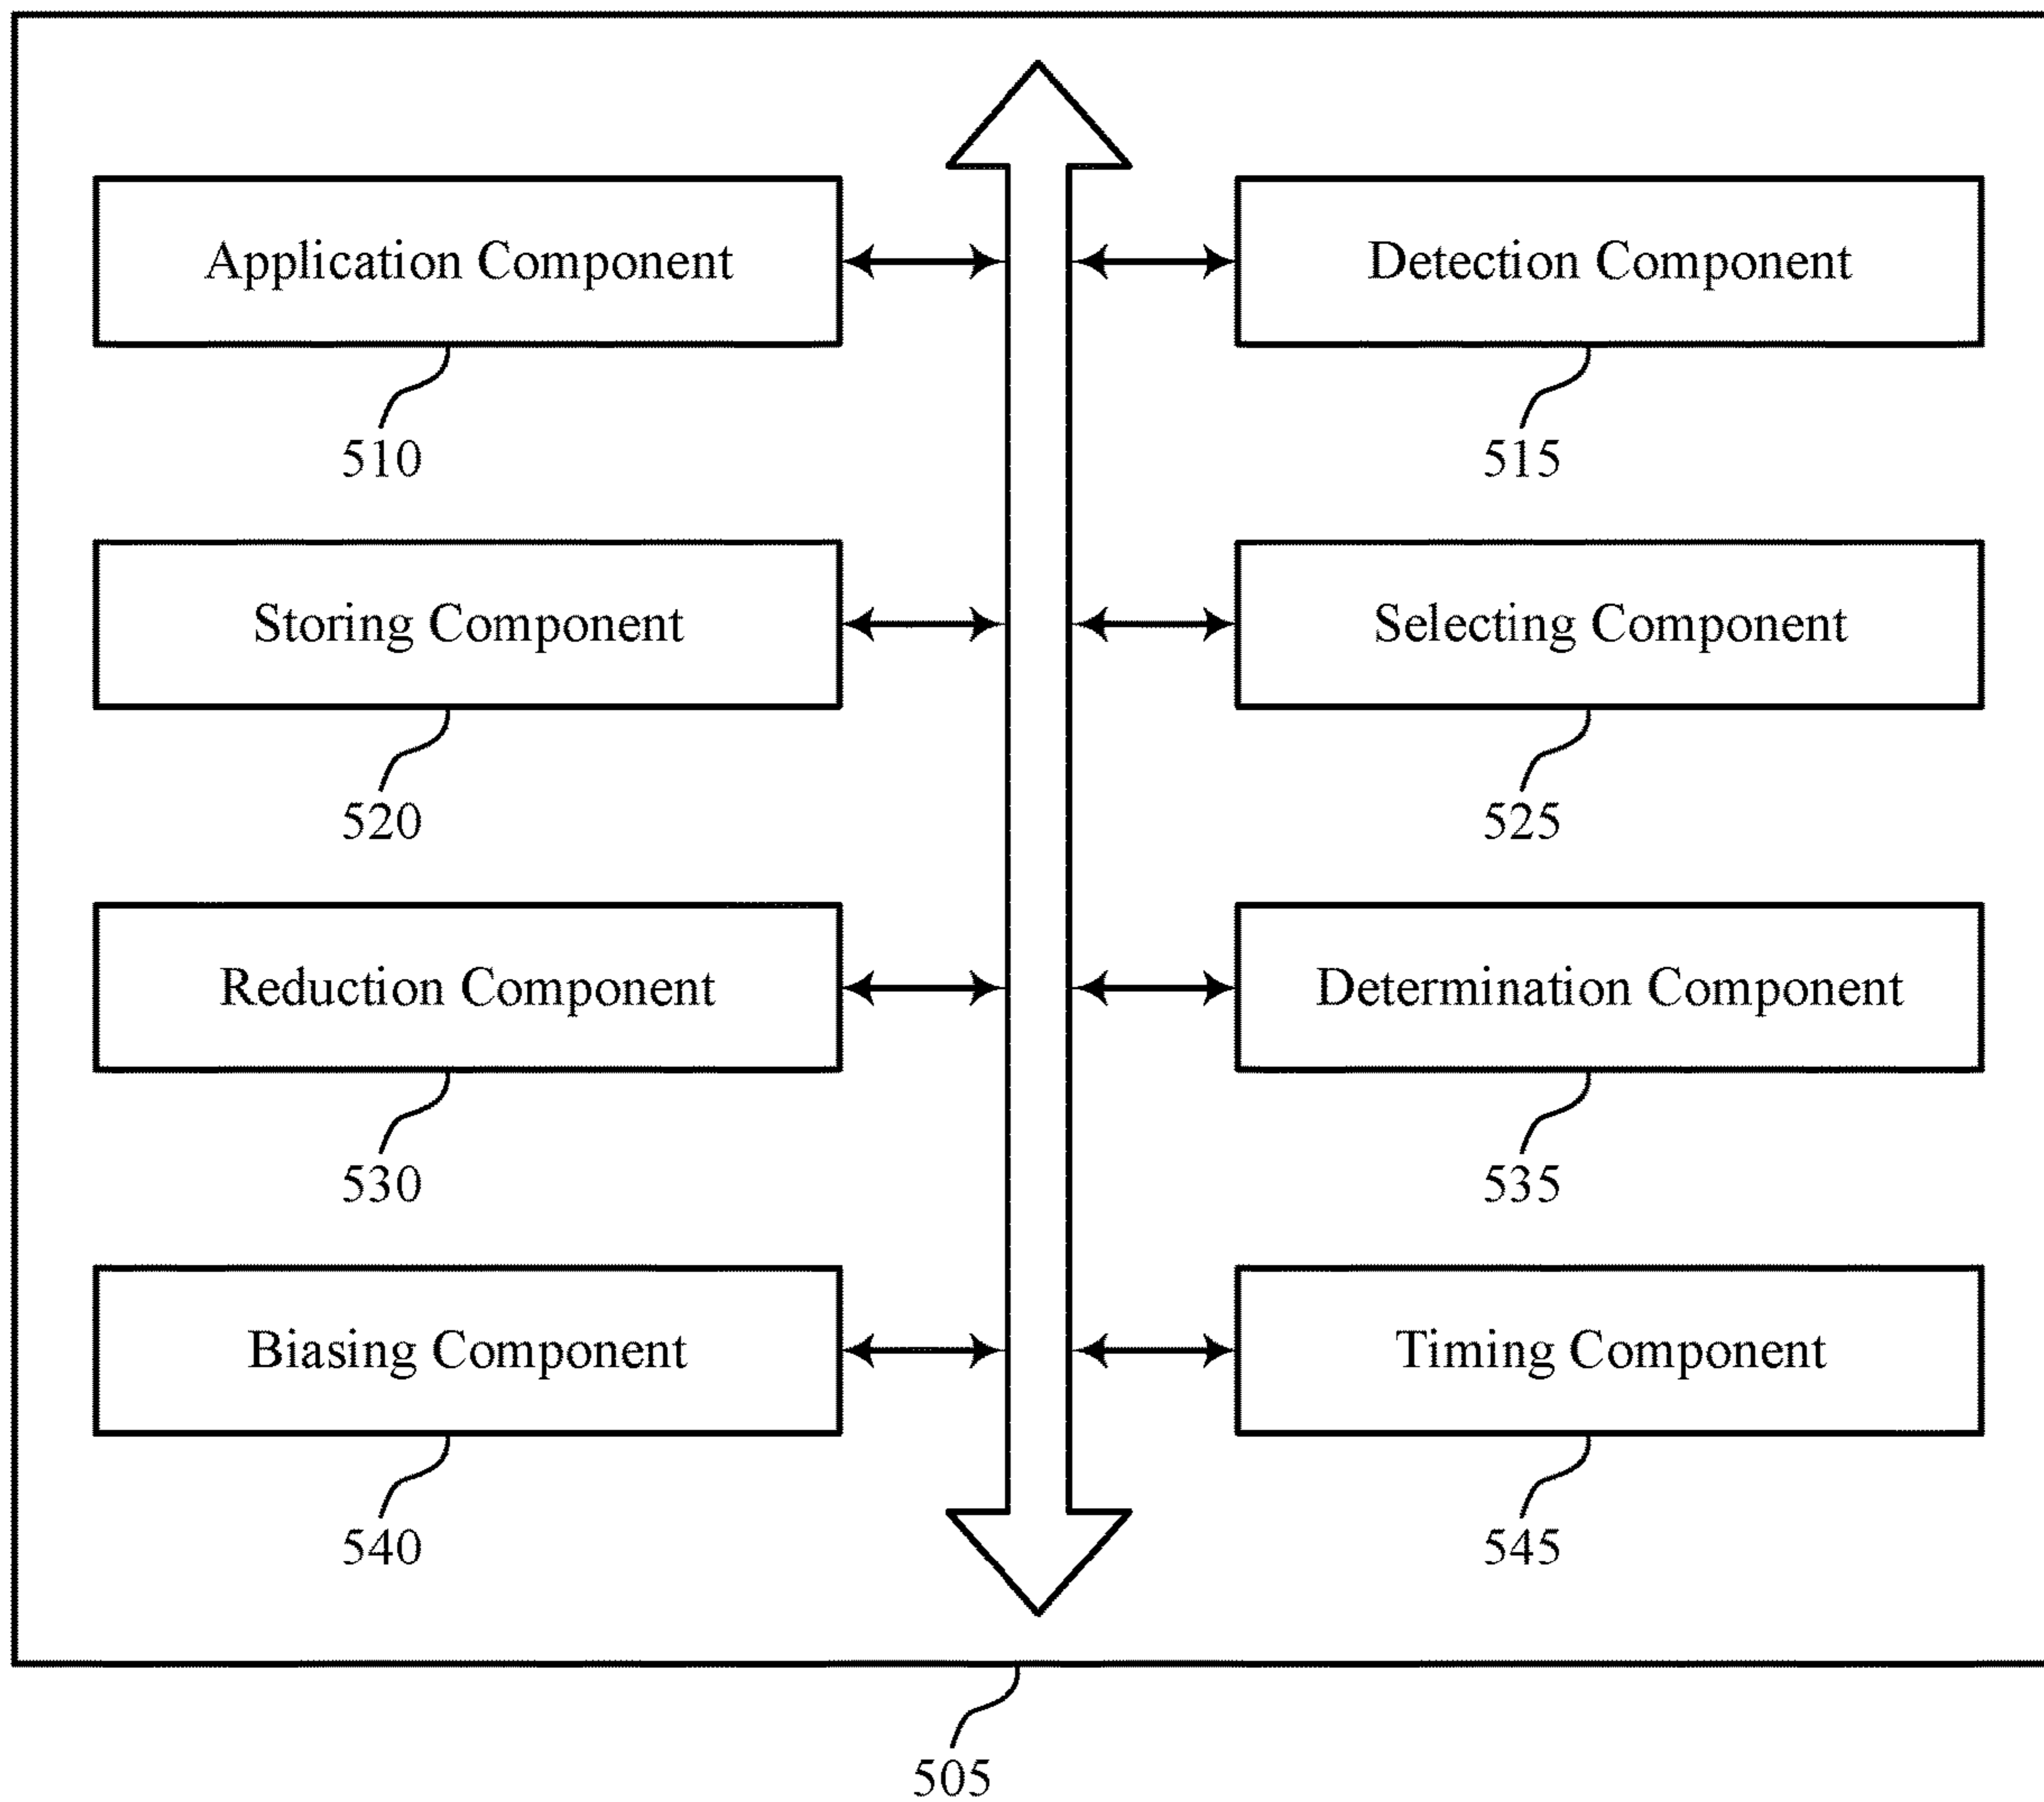 Application Component
Detection Component
510
515
Storing Component
Selecting Component
520
525
Reduction Component
Determination Component
530
535
Biasing Component
Timing Component
540
545
505